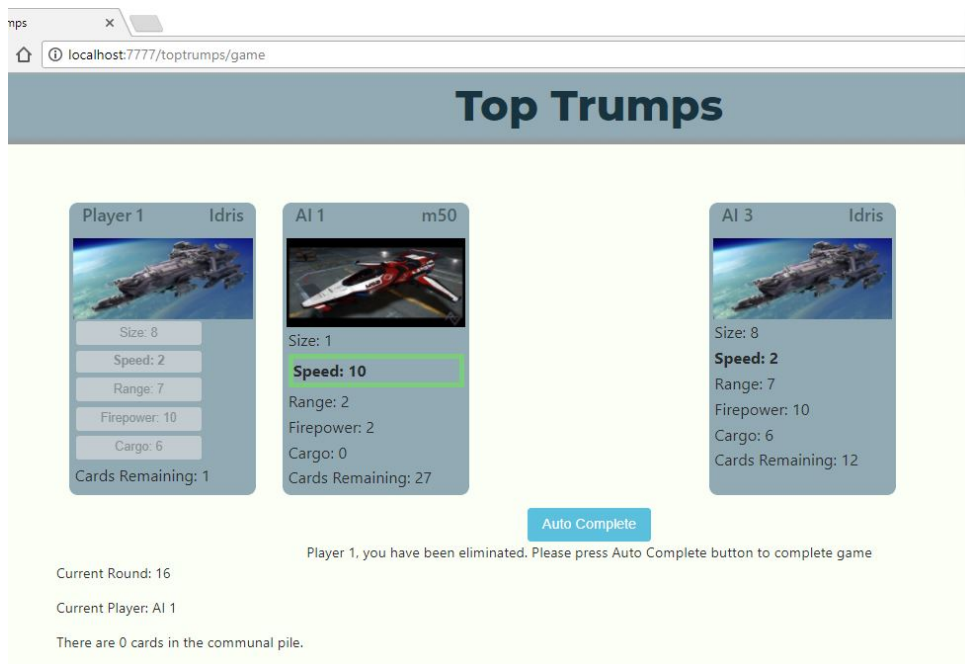 mps
localhost:7777/toptrumps/game
Top Trumps
Player 1 Idris
Size: 8
Speed: 2
Range: 7
Firepower: 10
Cargo: 6
Cards Remaining: 1
AI 1 m50
Size: 1
Speed: 10
Range: 2
Firepower: 2
Cargo: 0
Cards Remaining: 27
AI 3 Idris
Size: 8
Speed: 2
Range: 7
Firepower: 10
Cargo: 6
Cards Remaining: 12
Auto Complete
Player 1, you have been eliminated. Please press Auto Complete button to complete game
Current Round: 16
Current Player: AI 1
There are 0 cards in the communal pile.